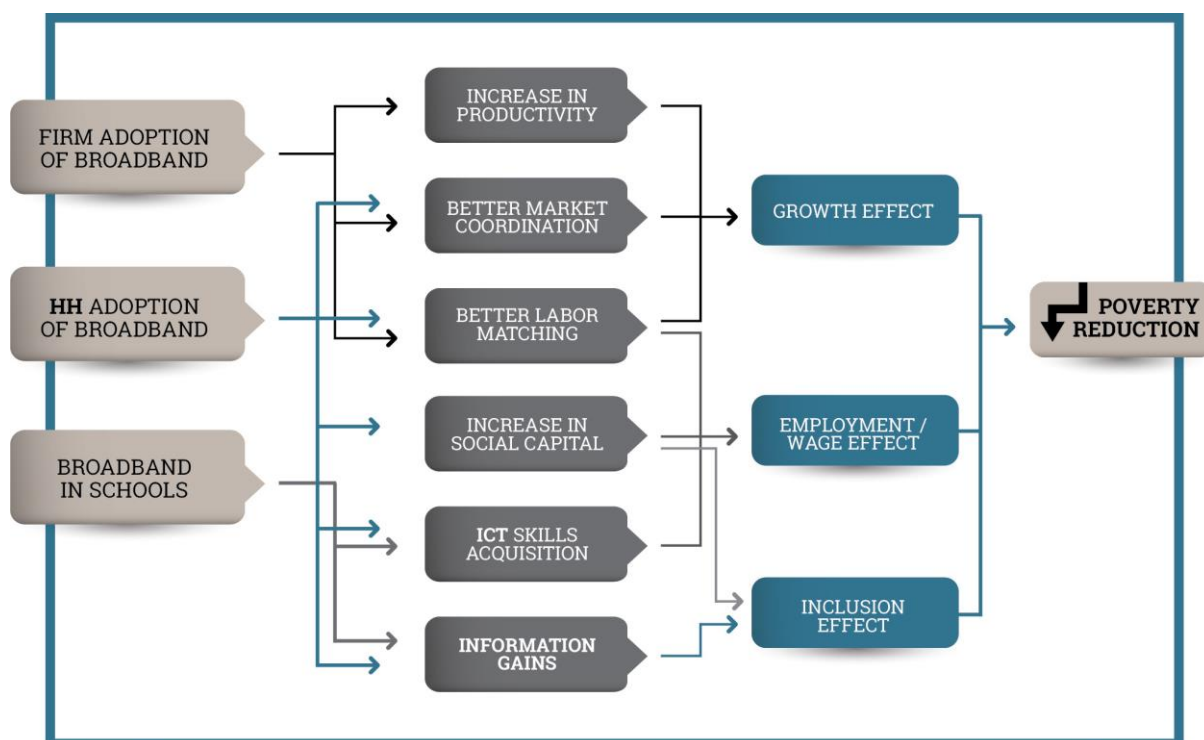 FIRM ADOPTION
OF BROADBAND
HH ADOPTION
OF BROADBAND
BROADBAND
IN SCHOOLS
INCREASE IN
PRODUCTIVITY
BETTER MARKET
COORDINATION
BETTER LABOR
MATCHING
INCREASE IN
SOCIAL CAPITAL
ICT SKILLS
ACQUISITION
INFORMATION
GAINS
GROWTH EFFECT
EMPLOYMENT /
WAGE EFFECT
INCLUSION
EFFECT
POVERTY
REDUCTION